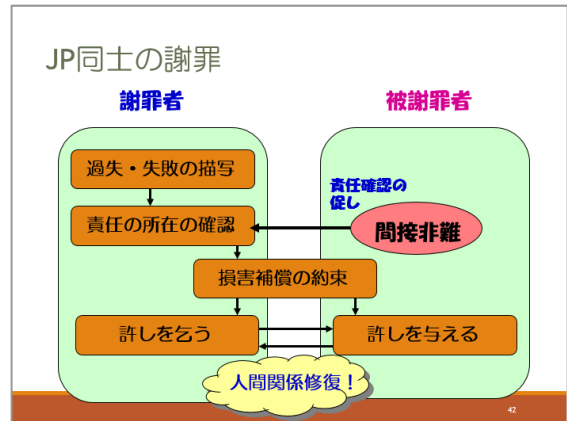 JP同士の謝罪
謝罪者
被謝罪者
過失・失敗の描写
責任確認の
促し
責任の所在の確認
間接非難
損害補償の約束
許しを乞う
許しを与える
人間関係修復！
42